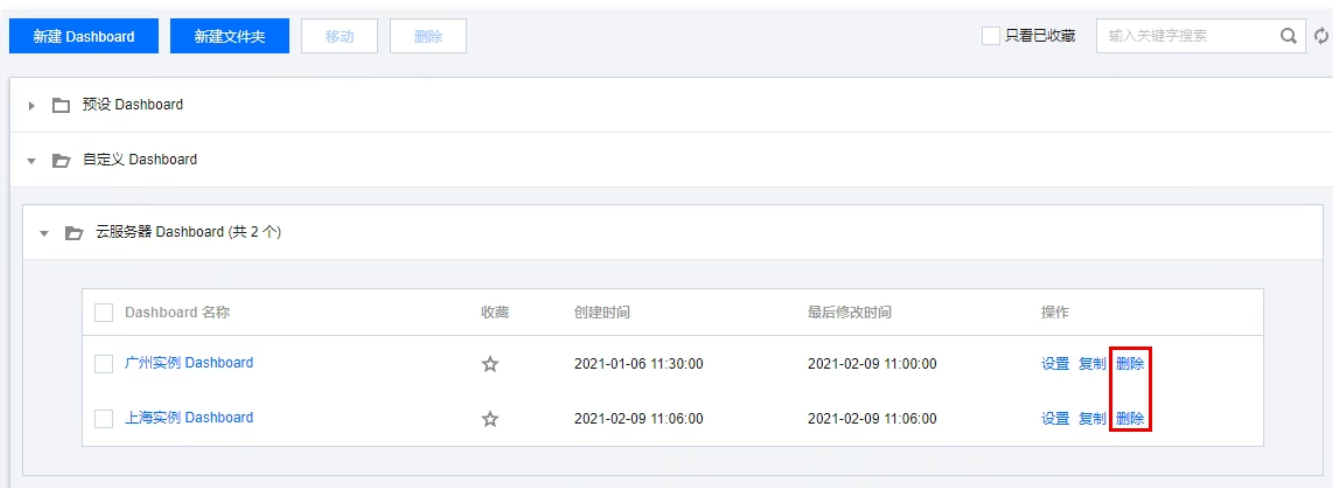 新建 Dashboard 新建文件夹 移动 删除 只看已收藏 输入关键字搜索
预设 Dashboard
自定义 Dashboard
云服务器 Dashboard (共 2 个)
Dashboard 名称 收藏 创建时间 最后修改时间 操作
广州实例 Dashboard 2021-01-06 11:30:00 2021-02-09 11:00:00 设置 复制 删除
上海实例 Dashboard 2021-02-09 11:06:00 2021-02-09 11:06:00 设置 复制 删除